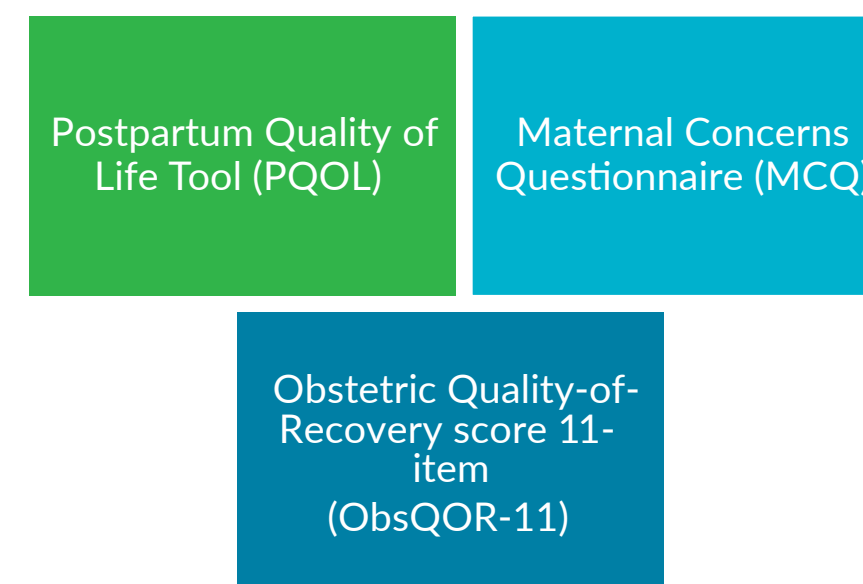 Postpartum Quality of
Life Tool (PQOL)
Maternal Concerns
Questionnaire (MCQ)
Obstetric Quality-of-
Recovery score 11-
item
(ObsQOR-11)